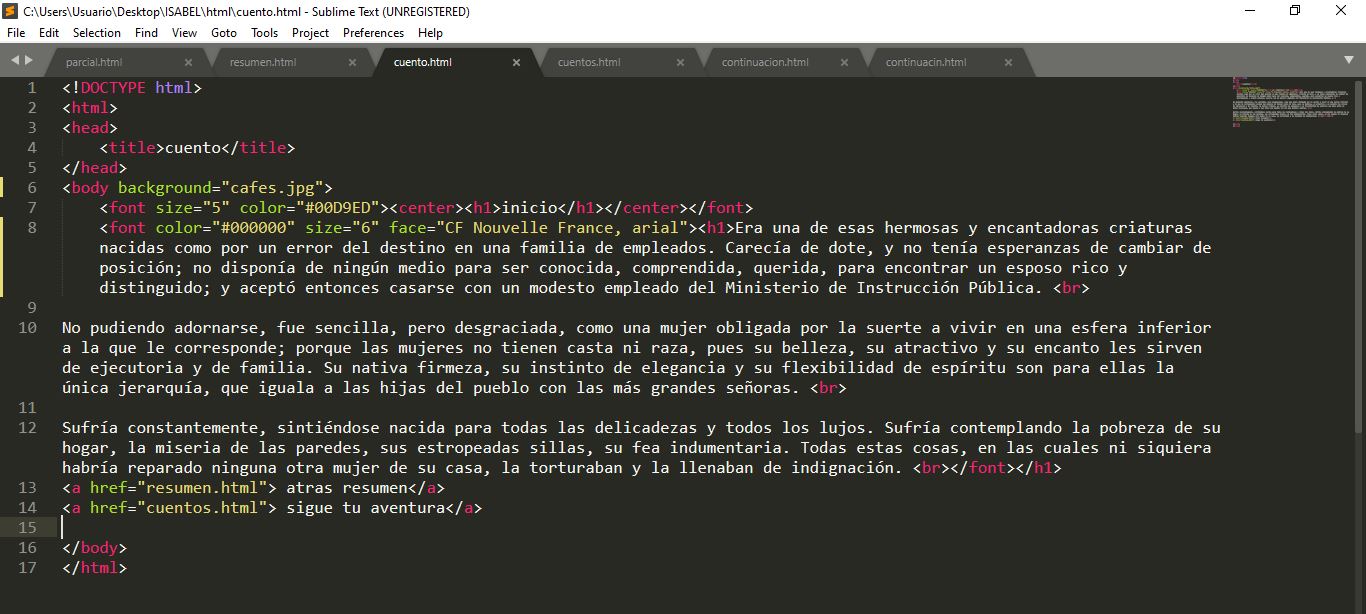 C:\Users\Usuario\Desktop\ISABEL\html\cuento.html - Sublime Text (UNREGISTERED)
File Edit Selection Find View Goto Tools Project Preferences Help
parcial.html resumen.html cuento.html cuentos.html continuacion.html continuacin.html
1 <!DOCTYPE html>
2 <html>
3 <head>
4 <title>cuento</title>
5 </head>
6 <body background="cafes.jpg">
7 <font size="5" color="#00D9ED"><center><h1>inicio</h1></center></font>
8 <font color="#000000" size="6" face="CF Nouvelle France, arial"><h1>Era una de esas hermosas y encantadoras criaturas
nacidas como por un error del destino en una familia de empleados. Carecía de dote, y no tenía esperanzas de cambiar de
posición; no disponía de ningún medio para ser conocida, comprendida, querida, para encontrar un esposo rico y
distinguido; y aceptó entonces casarse con un modesto empleado del Ministerio de Instrucción Pública. <br>
9
10 No pudiendo adornarse, fue sencilla, pero desgraciada, como una mujer obligada por la suerte a vivir en una esfera inferior
a la que le corresponde; porque las mujeres no tienen casta ni raza, pues su belleza, su atractivo y su encanto les sirven
de ejecutoria y de familia. Su nativa firmeza, su instinto de elegancia y su flexibilidad de espíritu son para ellas la
única jerarquía, que iguala a las hijas del pueblo con las más grandes señoras. <br>
11
12 Sufría constantemente, sintiéndose nacida para todas las delicadezas y todos los lujos. Sufría contemplando la pobreza de su
hogar, la miseria de las paredes, sus estropeadas sillas, su fea indumentaria. Todas estas cosas, en las cuales ni siquiera
habría reparado ninguna otra mujer de su casa, la torturaban y la llenaban de indignación. <br></font></h1>
13 <a href="resumen.html"> atras resumen</a>
14 <a href="cuentos.html"> sigue tu aventura</a>
15
16 </body>
17 </html>